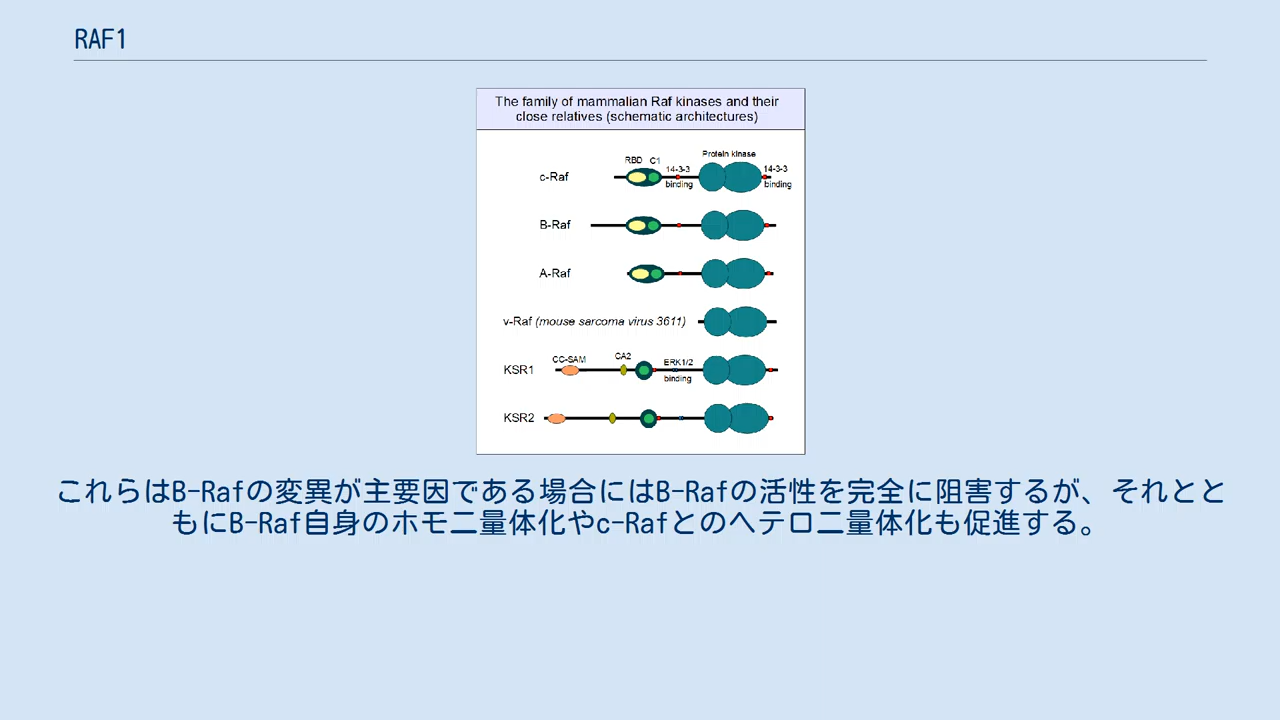 RAF1
The family of mammalian Raf kinases and their
close relatives (schematic architectures)
RBD C1 Protein kinase
c-Raf 14-3-3 binding 14-3-3 binding
B-Raf
A-Raf
v-Raf (mouse sarcoma virus 3611)
CC-SAM CA2 ERK1/2
KSR1 binding
KSR2
これらはB-Rafの変異が主要因である場合にはB-Rafの活性を完全に阻害するが、それとと
もにB-Raf自身のホモ二量体化やc-Rafとのヘテロ二量体化も促進する。